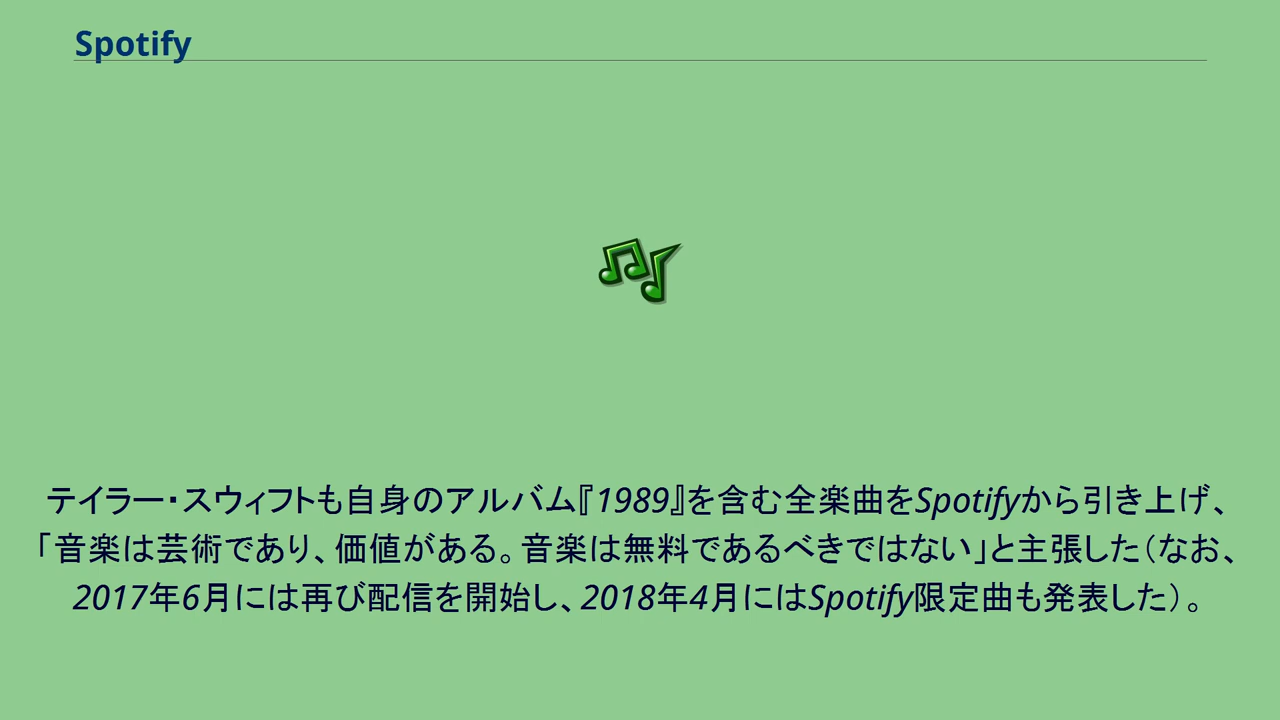 Spotify
テイラー・スウィフトも自身のアルバム『1989』を含む全楽曲をSpotifyから引き上げ、
「音楽は芸術であり、価値がある。音楽は無料であるべきではない」と主張した（なお、
2017年6月には再び配信を開始し、2018年4月にはSpotify限定曲も発表した）。